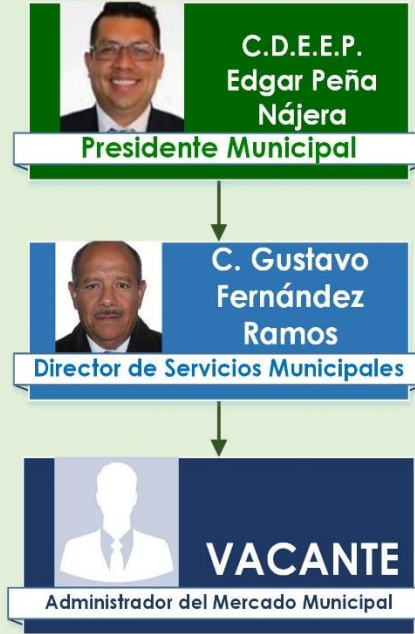 C.D.E.E.P.
Edgar Peña
Nájera
Presidente Municipal
C. Gustavo
Fernández
Ramos
Director de Servicios Municipales
VACANTE
Administrador del Mercado Municipal